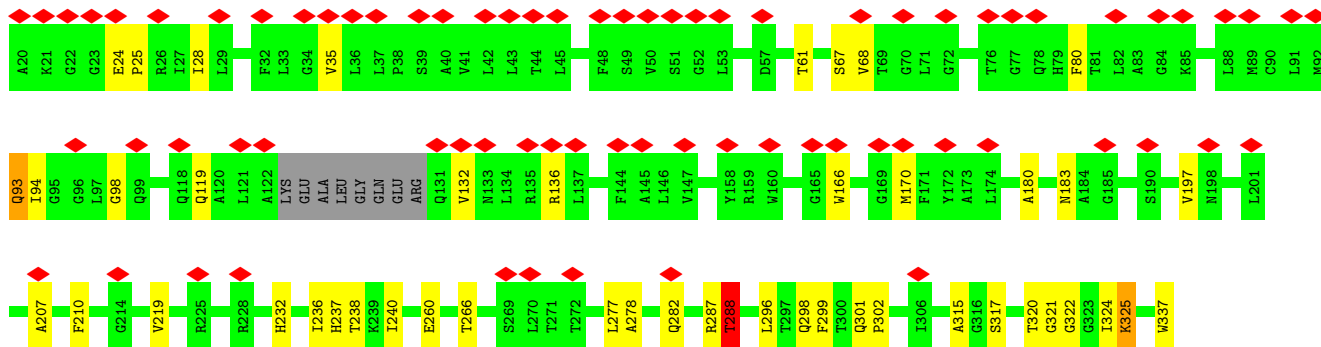 A20 K21 G22 G23 E24 P25 R26 I27 I28 L29 F32 L33 G34 V35 L36 L37 P38 S39 A40 V41 L42 L43 T44 L45 F48 S49 V50 S51 G52 L53 D57 T61 S67 V68 T69 G70 L71 G72 T76 G77 Q78 H79 F80 T81 L82 A83 G84 K85 L88 M89 C90 L91 M92
Q93 I94 G95 G96 L97 G98 Q99 Q118 Q119 A120 L121 A122 LYS GLU ALA LEU GLY GLN GLU ARG Q131 V132 N133 L134 R135 R136 L137 F144 A145 L146 V147 Y158 R159 W160 G165 W166 G169 M170 F171 Y172 A173 L174 A180 N183 A184 G185 S190 V197 N198 L201
A207 F210 G214 V219 R225 R228 H232 I236 H237 T238 K239 I240 E260 T266 S269 L270 T271 T272 L277 A278 Q282 R287 T288 L296 T297 Q298 F299 T300 Q301 P302 I306 A315 G316 S317 T320 G321 G322 G323 I324 K325 W337